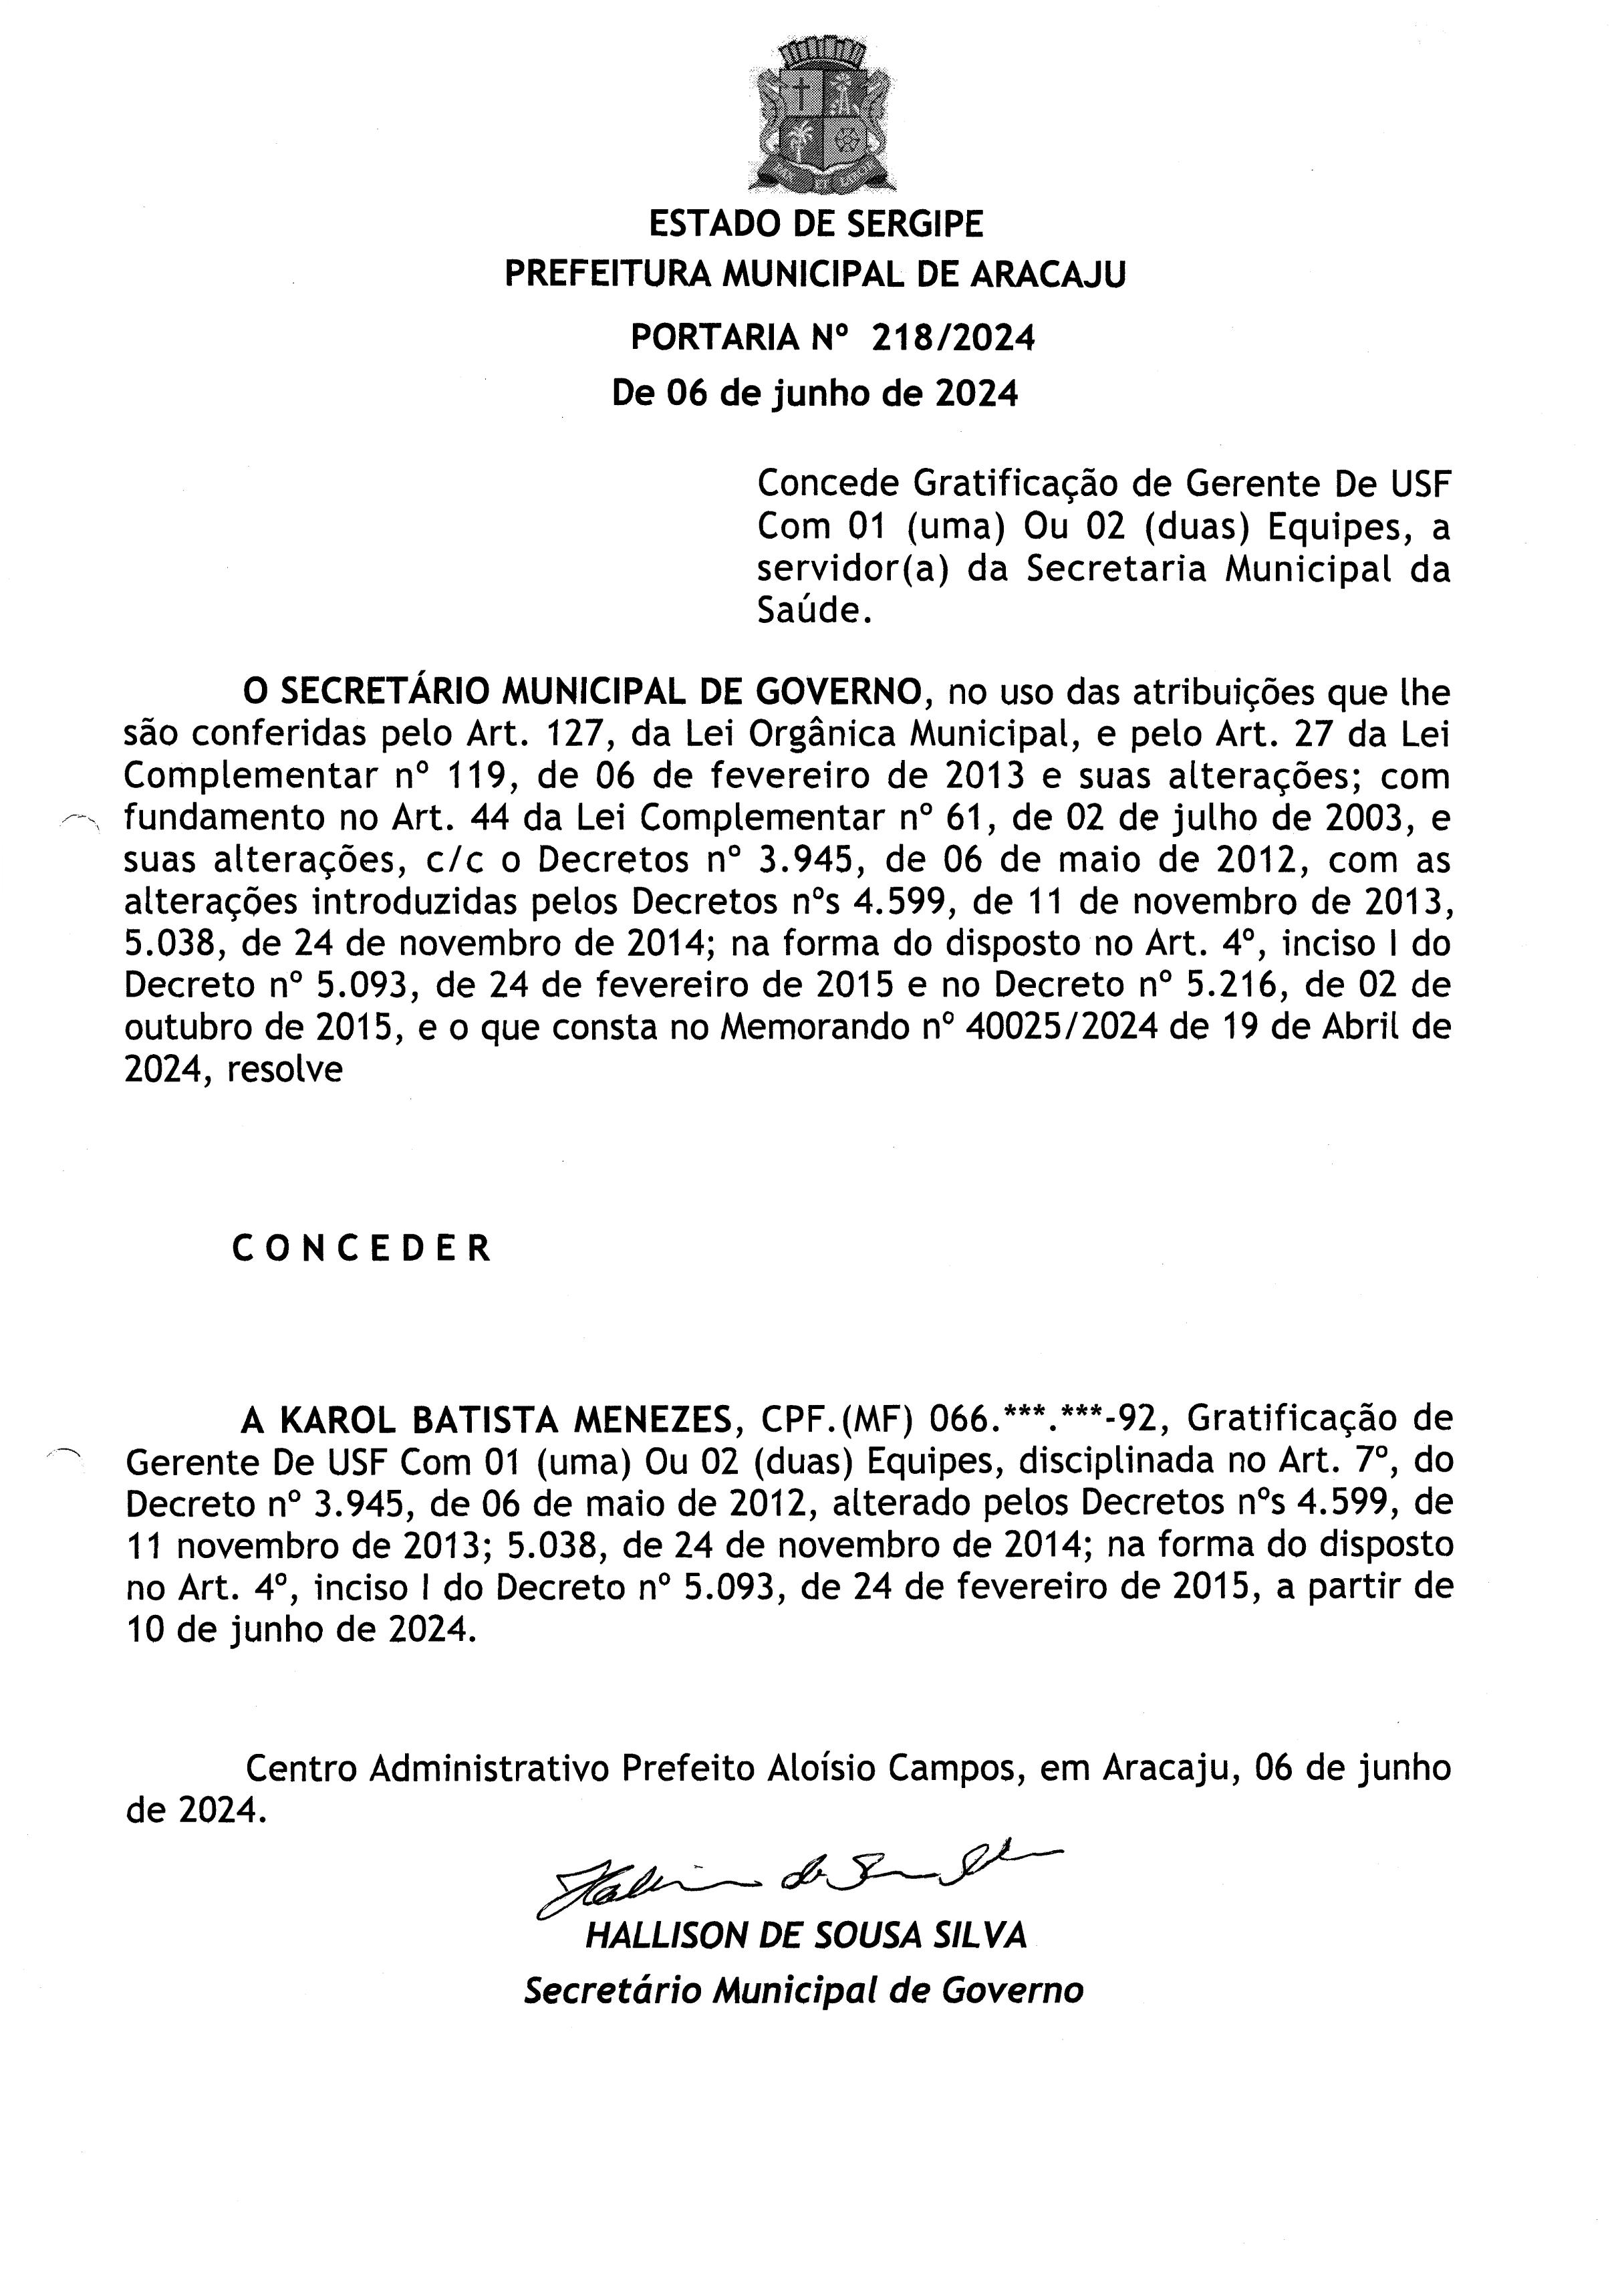 PAX ET LABOR
ESTADO DE SERGIPE
PREFEITURA MUNICIPAL DE ARACAJU
PORTARIA Nº 218/2024
De 06 de junho de 2024
Concede Gratificação de Gerente De USF
Com 01 (uma) Ou 02 (duas) Equipes, a
servidor(a) da Secretaria Municipal da
Saúde.
O SECRETÁRIO MUNICIPAL DE GOVERNO, no uso das atribuições que lhe
são conferidas pelo Art. 127, da Lei Orgânica Municipal, e pelo Art. 27 da Lei
Complementar nº 119, de 06 de fevereiro de 2013 e suas alterações; com
fundamento no Art. 44 da Lei Complementar nº 61, de 02 de julho de 2003, e
suas alterações, c/c o Decretos nº 3.945, de 06 de maio de 2012, com as
alterações introduzidas pelos Decretos nºs 4.599, de 11 de novembro de 2013,
5.038, de 24 de novembro de 2014; na forma do disposto no Art. 4º, inciso I do
Decreto nº 5.093, de 24 de fevereiro de 2015 e no Decreto nº 5.216, de 02 de
outubro de 2015, e o que consta no Memorando nº 40025/2024 de 19 de Abril de
2024, resolve
C O N C E D E R
A KAROL BATISTA MENEZES, CPF.(MF) 066.***.***-92, Gratificação de
Gerente De USF Com 01 (uma) Ou 02 (duas) Equipes, disciplinada no Art. 7º, do
Decreto nº 3.945, de 06 de maio de 2012, alterado pelos Decretos nºs 4.599, de
11 novembro de 2013; 5.038, de 24 de novembro de 2014; na forma do disposto
no Art. 4º, inciso I do Decreto nº 5.093, de 24 de fevereiro de 2015, a partir de
10 de junho de 2024.
Centro Administrativo Prefeito Aloísio Campos, em Aracaju, 06 de junho
de 2024.
HALLISON DE SOUSA SILVA
Secretário Municipal de Governo